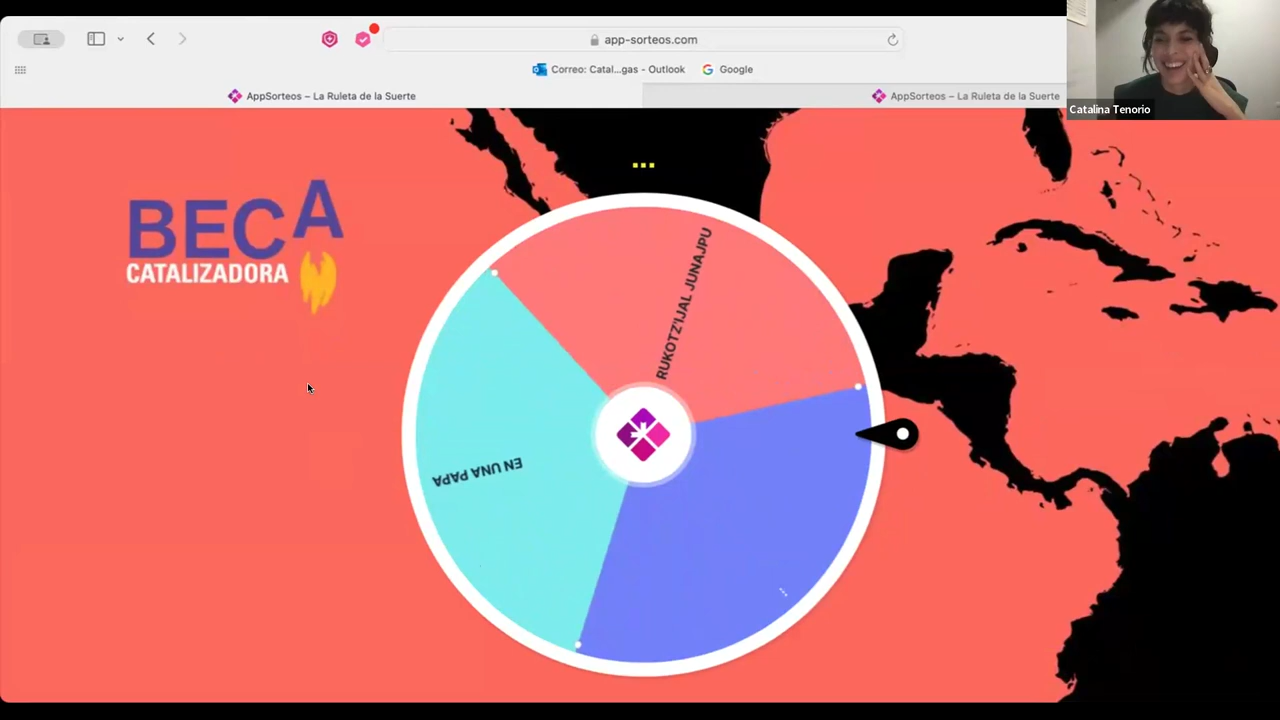 app-sorteos.com
Correo: Catal...gas - Outlook
Google
AppSorteos – La Ruleta de la Suerte
AppSorteos – La Ruleta de la Suerte
Catalina Tenorio
...
BECA
CATALIZADORA
RUKOTZ'IJAL JUNAJPU
EN UNA PAPA
...